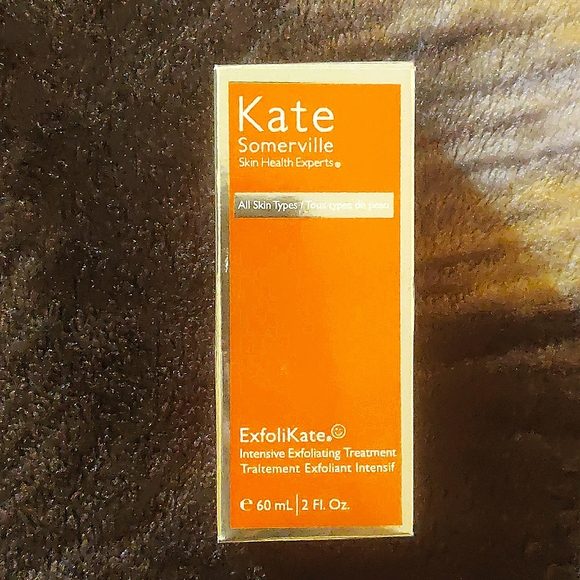 Kate
Somerville
Skin Health Experts®
All Skin Types / Tous types de peau
ExfoliKate®
Intensive Exfoliating Treatment
Traitement Exfoliant Intensif
℮ 60 mL | 2 Fl. Oz.